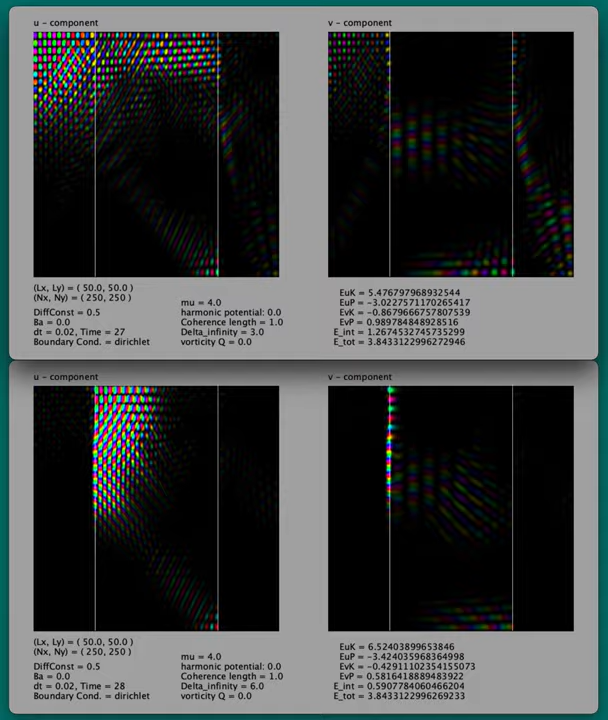 u - component
v - component
(Lx, Ly) = ( 50.0, 50.0 )
(Nx, Ny) = ( 250, 250 )
DiffConst = 0.5
Ba = 0.0
dt = 0.02, Time = 27
Boundary Cond. = dirichlet
mu = 4.0
harmonic potential: 0.0
Coherence length = 1.0
Delta_infinity = 3.0
vorticity Q = 0.0
EuK = 5.476797968932544
EuP = -3.0227571170265417
EvK = -0.8679666757807539
EvP = 0.989784848928516
E_int = 1.2674532745735299
E_tot = 3.8433122996272946
u - component
v - component
(Lx, Ly) = ( 50.0, 50.0 )
(Nx, Ny) = ( 250, 250 )
DiffConst = 0.5
Ba = 0.0
dt = 0.02, Time = 28
Boundary Cond. = dirichlet
mu = 4.0
harmonic potential: 0.0
Coherence length = 1.0
Delta_infinity = 6.0
vorticity Q = 0.0
EuK = 6.52403899653846
EuP = -3.424035968364998
EvK = -0.42911102354155073
EvP = 0.5816418889483922
E_int = 0.5907784060466204
E_tot = 3.8433122996269233